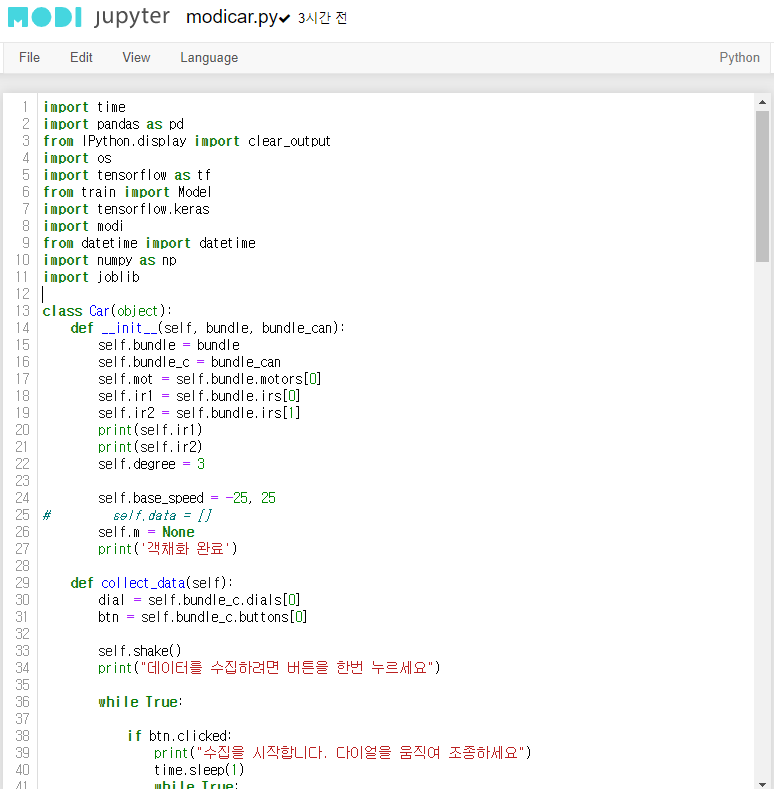 MODI jupyter modicar.py✔ 3시간 전
File Edit View Language Python
1 import time
2 import pandas as pd
3 from IPython.display import clear_output
4 import os
5 import tensorflow as tf
6 from train import Model
7 import tensorflow.keras
8 import modi
9 from datetime import datetime
10 import numpy as np
11 import joblib
12
13 class Car(object):
14     def __init__(self, bundle, bundle_can):
15         self.bundle = bundle
16         self.bundle_c = bundle_can
17         self.mot = self.bundle.motors[0]
18         self.ir1 = self.bundle.irs[0]
19         self.ir2 = self.bundle.irs[1]
20         print(self.ir1)
21         print(self.ir2)
22         self.degree = 3
23
24         self.base_speed = -25, 25
25 #         self.data = []
26         self.m = None
27         print('객채화 완료')
28
29     def collect_data(self):
30         dial = self.bundle_c.dials[0]
31         btn = self.bundle_c.buttons[0]
32
33         self.shake()
34         print("데이터를 수집하려면 버튼을 한번 누르세요")
35
36         while True:
37
38             if btn.clicked:
39                 print("수집을 시작합니다. 다이얼을 움직여 조종하세요")
40                 time.sleep(1)
41                 while True: